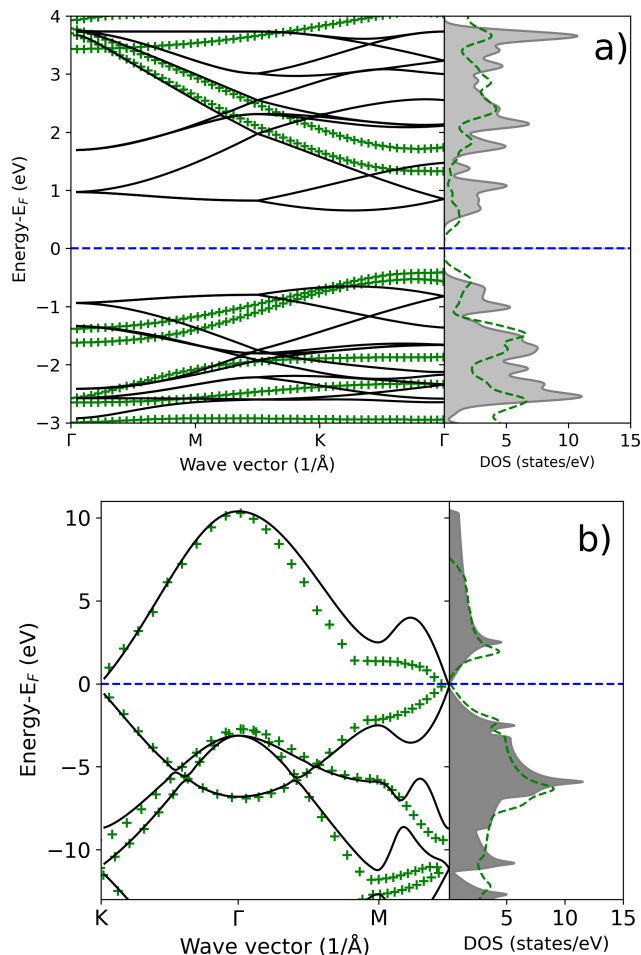 4
3
2
1
0
−1
−2
−3
Energy-E_F (eV)
a)
Γ M K Γ 5 10 15
Wave vector (1/Å) DOS (states/eV)
10
5
0
−5
−10
Energy-E_F (eV)
b)
K Γ M 5 10 15
Wave vector (1/Å) DOS (states/eV)